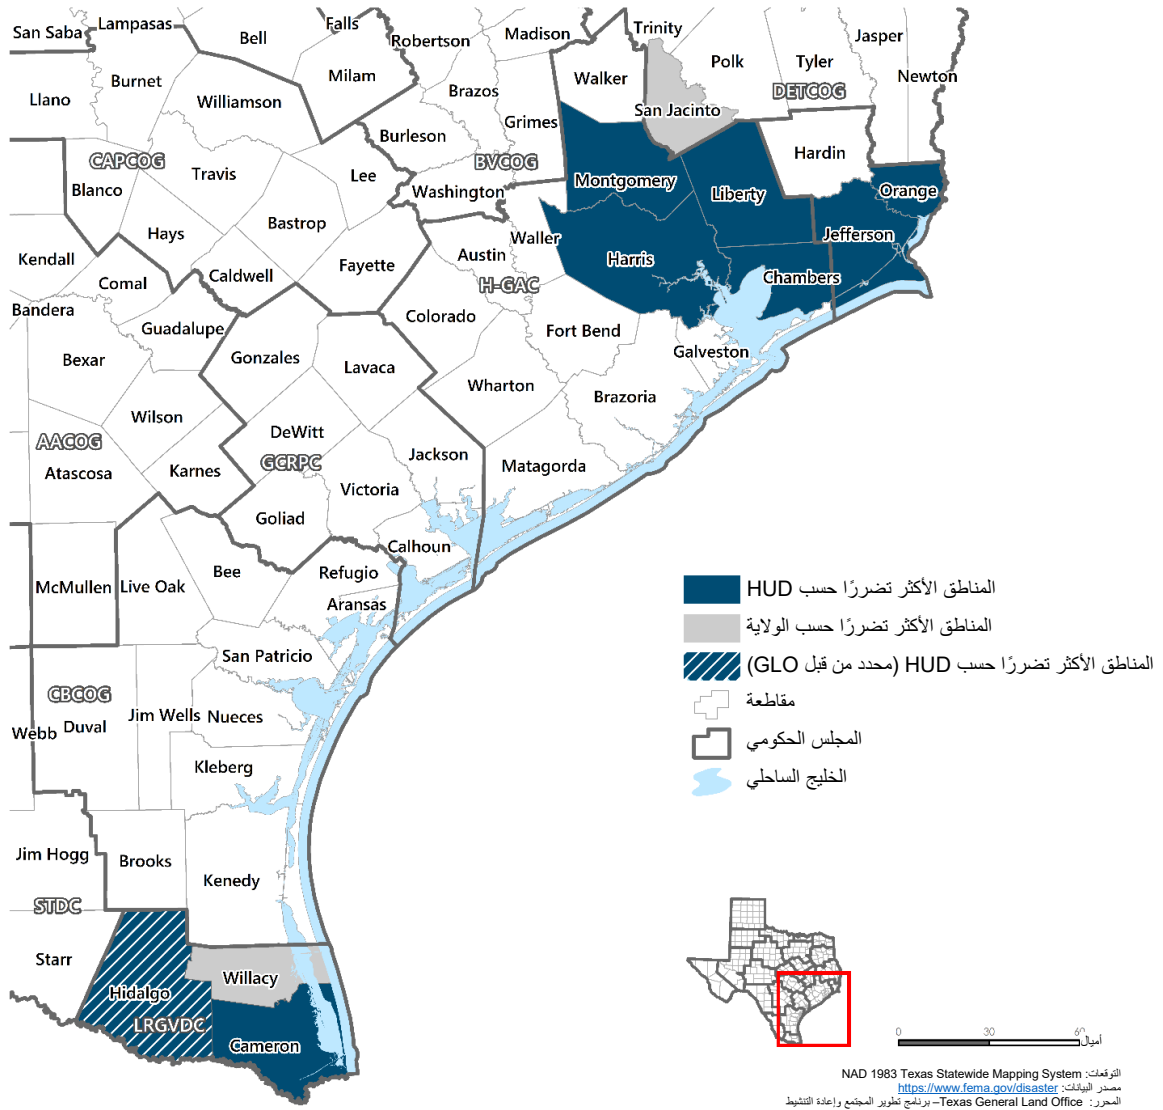 San Saba
Lampasas
Bell
Falls
Robertson
Madison
Trinity
Jasper
Llano
Burnet
Williamson
Milam
Brazos
Walker
Polk
Tyler
Newton
DETCOG
Grimes
San Jacinto
Burleson
CAPCOG
Travis
Lee
BVCOG
Hardin
Blanco
Washington
Montgomery
Liberty
Orange
Hays
Bastrop
Waller
Jefferson
Kendall
Comal
Caldwell
Fayette
Austin
Harris
Chambers
H-GAC
Bandera
Guadalupe
Colorado
Fort Bend
Bexar
Gonzales
Lavaca
Galveston
Wharton
Brazoria
Wilson
AACOG
DeWitt
GCRPC
Jackson
Matagorda
Atascosa
Karnes
Victoria
Goliad
Calhoun
McMullen
Live Oak
Bee
Refugio
Aransas
San Patricio
CBCOG
Webb
Duval
Jim Wells
Nueces
Kleberg
Jim Hogg
Brooks
Kenedy
STDC
Starr
Hidalgo
Willacy
LRGVDC
Cameron
المناطق الأكثر تضررًا حسب HUD
المناطق الأكثر تضررًا حسب الولاية
المناطق الأكثر تضررًا حسب HUD (محدد من قبل GLO)
مقاطعة
المجلس الحكومي
الخليج الساحلي
0 30 60
أميال
التوقعات: NAD 1983 Texas Statewide Mapping System
مصدر البيانات: https://www.fema.gov/disaster
المحرر: Texas General Land Office– برنامج تطوير المجتمع وإعادة التنشيط